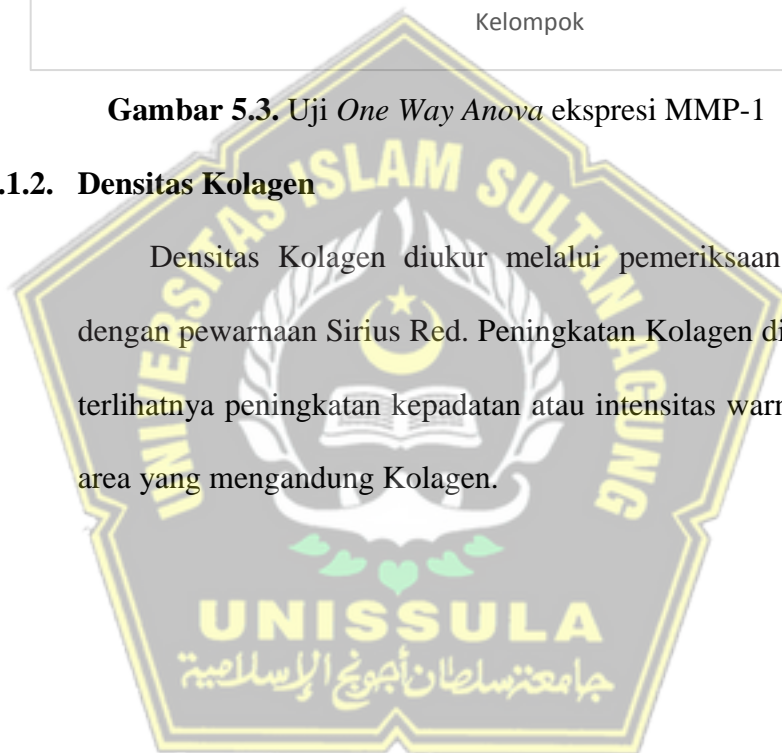 Kelompok
Gambar 5.3. Uji One Way Anova ekspresi MMP-1
.1.2. Densitas Kolagen
Densitas Kolagen diukur melalui pemeriksaan
dengan pewarnaan Sirius Red. Peningkatan Kolagen di
terlihatnya peningkatan kepadatan atau intensitas warn
area yang mengandung Kolagen.
UNIVERSITAS ISLAM SULTAN AGUNG
UNISSULA
جامعتنسلطان أجونج الإسلامية